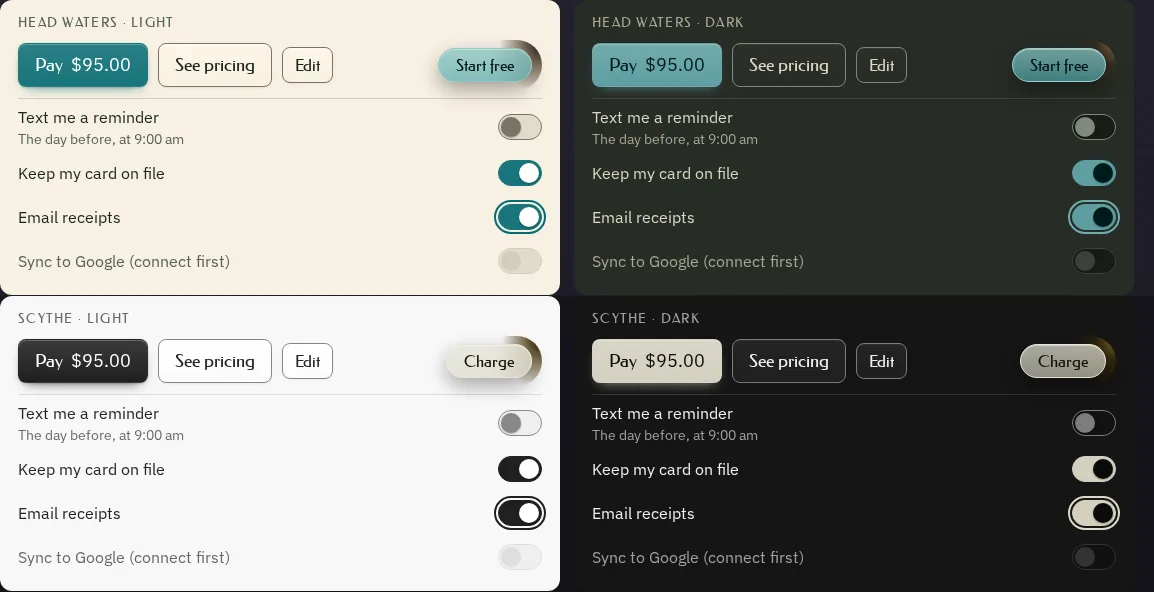 HEAD WATERS · LIGHT
Pay $95.00
See pricing
Edit
Start free
Text me a reminder
The day before, at 9:00 am
Keep my card on file
Email receipts
Sync to Google (connect first)
HEAD WATERS · DARK
Pay $95.00
See pricing
Edit
Start free
Text me a reminder
The day before, at 9:00 am
Keep my card on file
Email receipts
Sync to Google (connect first)
SCYTHE · LIGHT
Pay $95.00
See pricing
Edit
Charge
Text me a reminder
The day before, at 9:00 am
Keep my card on file
Email receipts
Sync to Google (connect first)
SCYTHE · DARK
Pay $95.00
See pricing
Edit
Charge
Text me a reminder
The day before, at 9:00 am
Keep my card on file
Email receipts
Sync to Google (connect first)